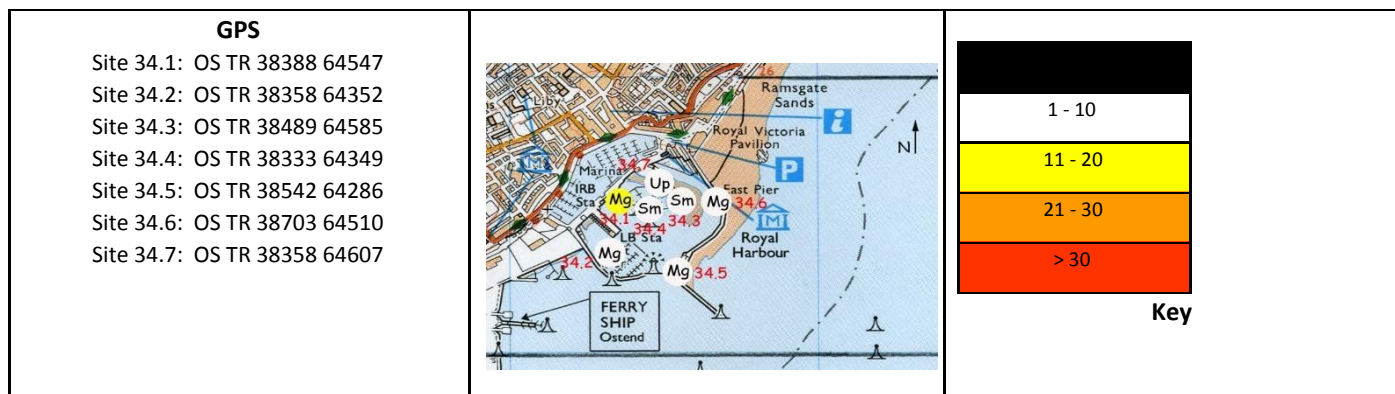 GPS
Site 34.1: OS TR 38388 64547
Site 34.2: OS TR 38358 64352
Site 34.3: OS TR 38489 64585
Site 34.4: OS TR 38333 64349
Site 34.5: OS TR 38542 64286
Site 34.6: OS TR 38703 64510
Site 34.7: OS TR 38358 64607
26
Ramsgate
Sands
Liby
i
N
Royal Victoria
Pavilion
M
P
Marina
34.7
IRB
Sta
Up
East Pier
Mg
Sm
Sm
Mg
34.6
34.1
34.4
34.3
M
LB Sta
Royal
Harbour
Mg
34.2
Mg
34.5
FERRY
SHIP
Ostend
1 - 10
11 - 20
21 - 30
> 30
Key